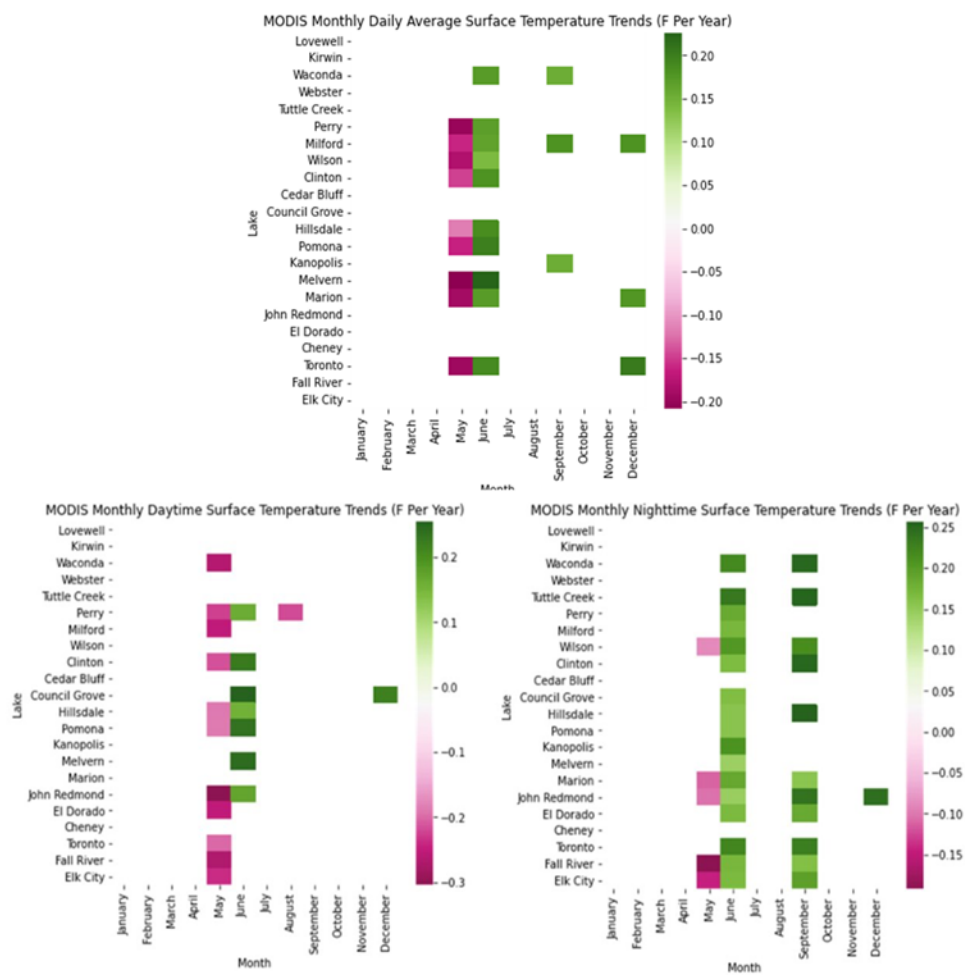 MODIS Monthly Daily Average Surface Temperature Trends (F Per Year)
Lovewell
Kirwin
Waconda
Webster
Tuttle Creek
Perry
Milford
Wilson
Clinton
Cedar Bluff
Council Grove
Hillsdale
Pomona
Kanopolis
Melvern
Marion
John Redmond
El Dorado
Cheney
Toronto
Fall River
Elk City
Lake
January
February
March
April
May
June
July
August
September
October
November
December
Month
0.20
0.15
0.10
0.05
0.00
−0.05
−0.10
−0.15
−0.20
MODIS Monthly Daytime Surface Temperature Trends (F Per Year)
Lovewell
Kirwin
Waconda
Webster
Tuttle Creek
Perry
Milford
Wilson
Clinton
Cedar Bluff
Council Grove
Hillsdale
Pomona
Kanopolis
Melvern
Marion
John Redmond
El Dorado
Cheney
Toronto
Fall River
Elk City
Lake
January
February
March
April
May
June
July
August
September
October
November
December
Month
0.2
0.1
0.0
−0.1
−0.2
−0.3
MODIS Monthly Nighttime Surface Temperature Trends (F Per Year)
Lovewell
Kirwin
Waconda
Webster
Tuttle Creek
Perry
Milford
Wilson
Clinton
Cedar Bluff
Council Grove
Hillsdale
Pomona
Kanopolis
Melvern
Marion
John Redmond
El Dorado
Cheney
Toronto
Fall River
Elk City
Lake
January
February
March
April
May
June
July
August
September
October
November
December
Month
0.25
0.20
0.15
0.10
0.05
0.00
−0.05
−0.10
−0.15